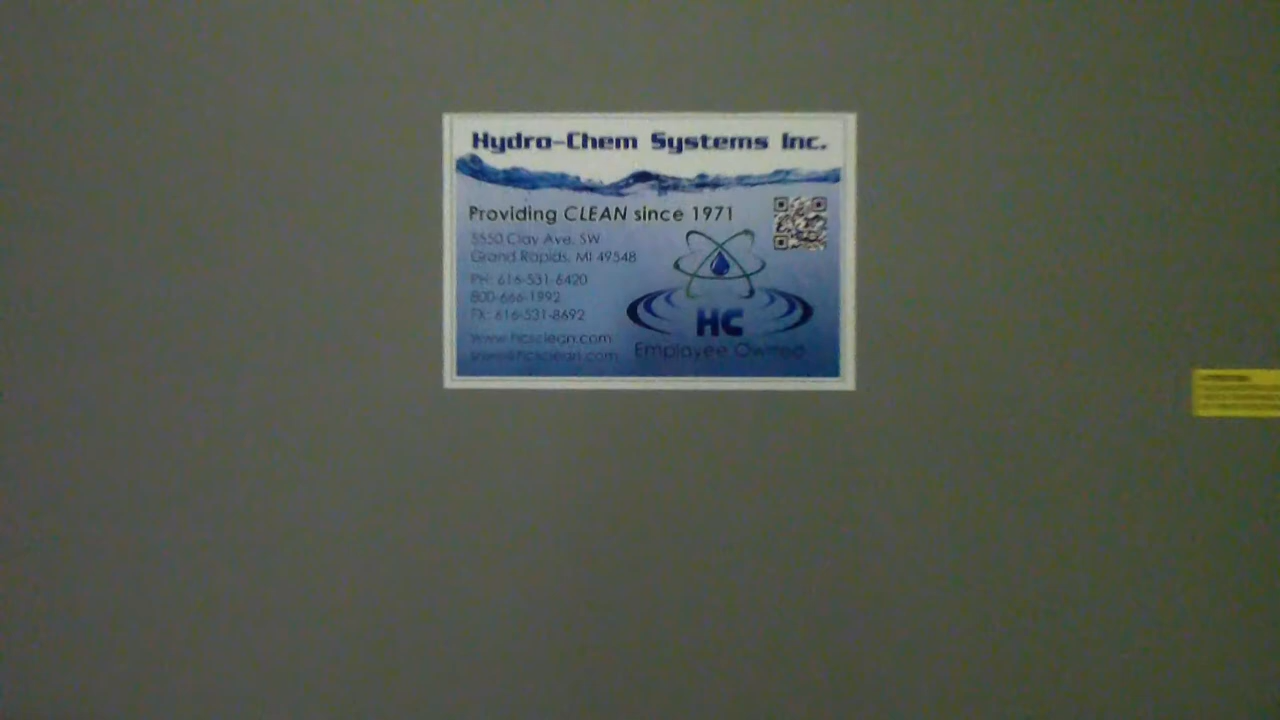 Hydro-Chem Systems Inc.
Providing CLEAN since 1971
5550 Clay Ave. SW
Grand Rapids, MI 49548
PH: 616-531-6420
800-666-1992
FX: 616-531-8692
www.hcsclean.com
HC
Employee Owned